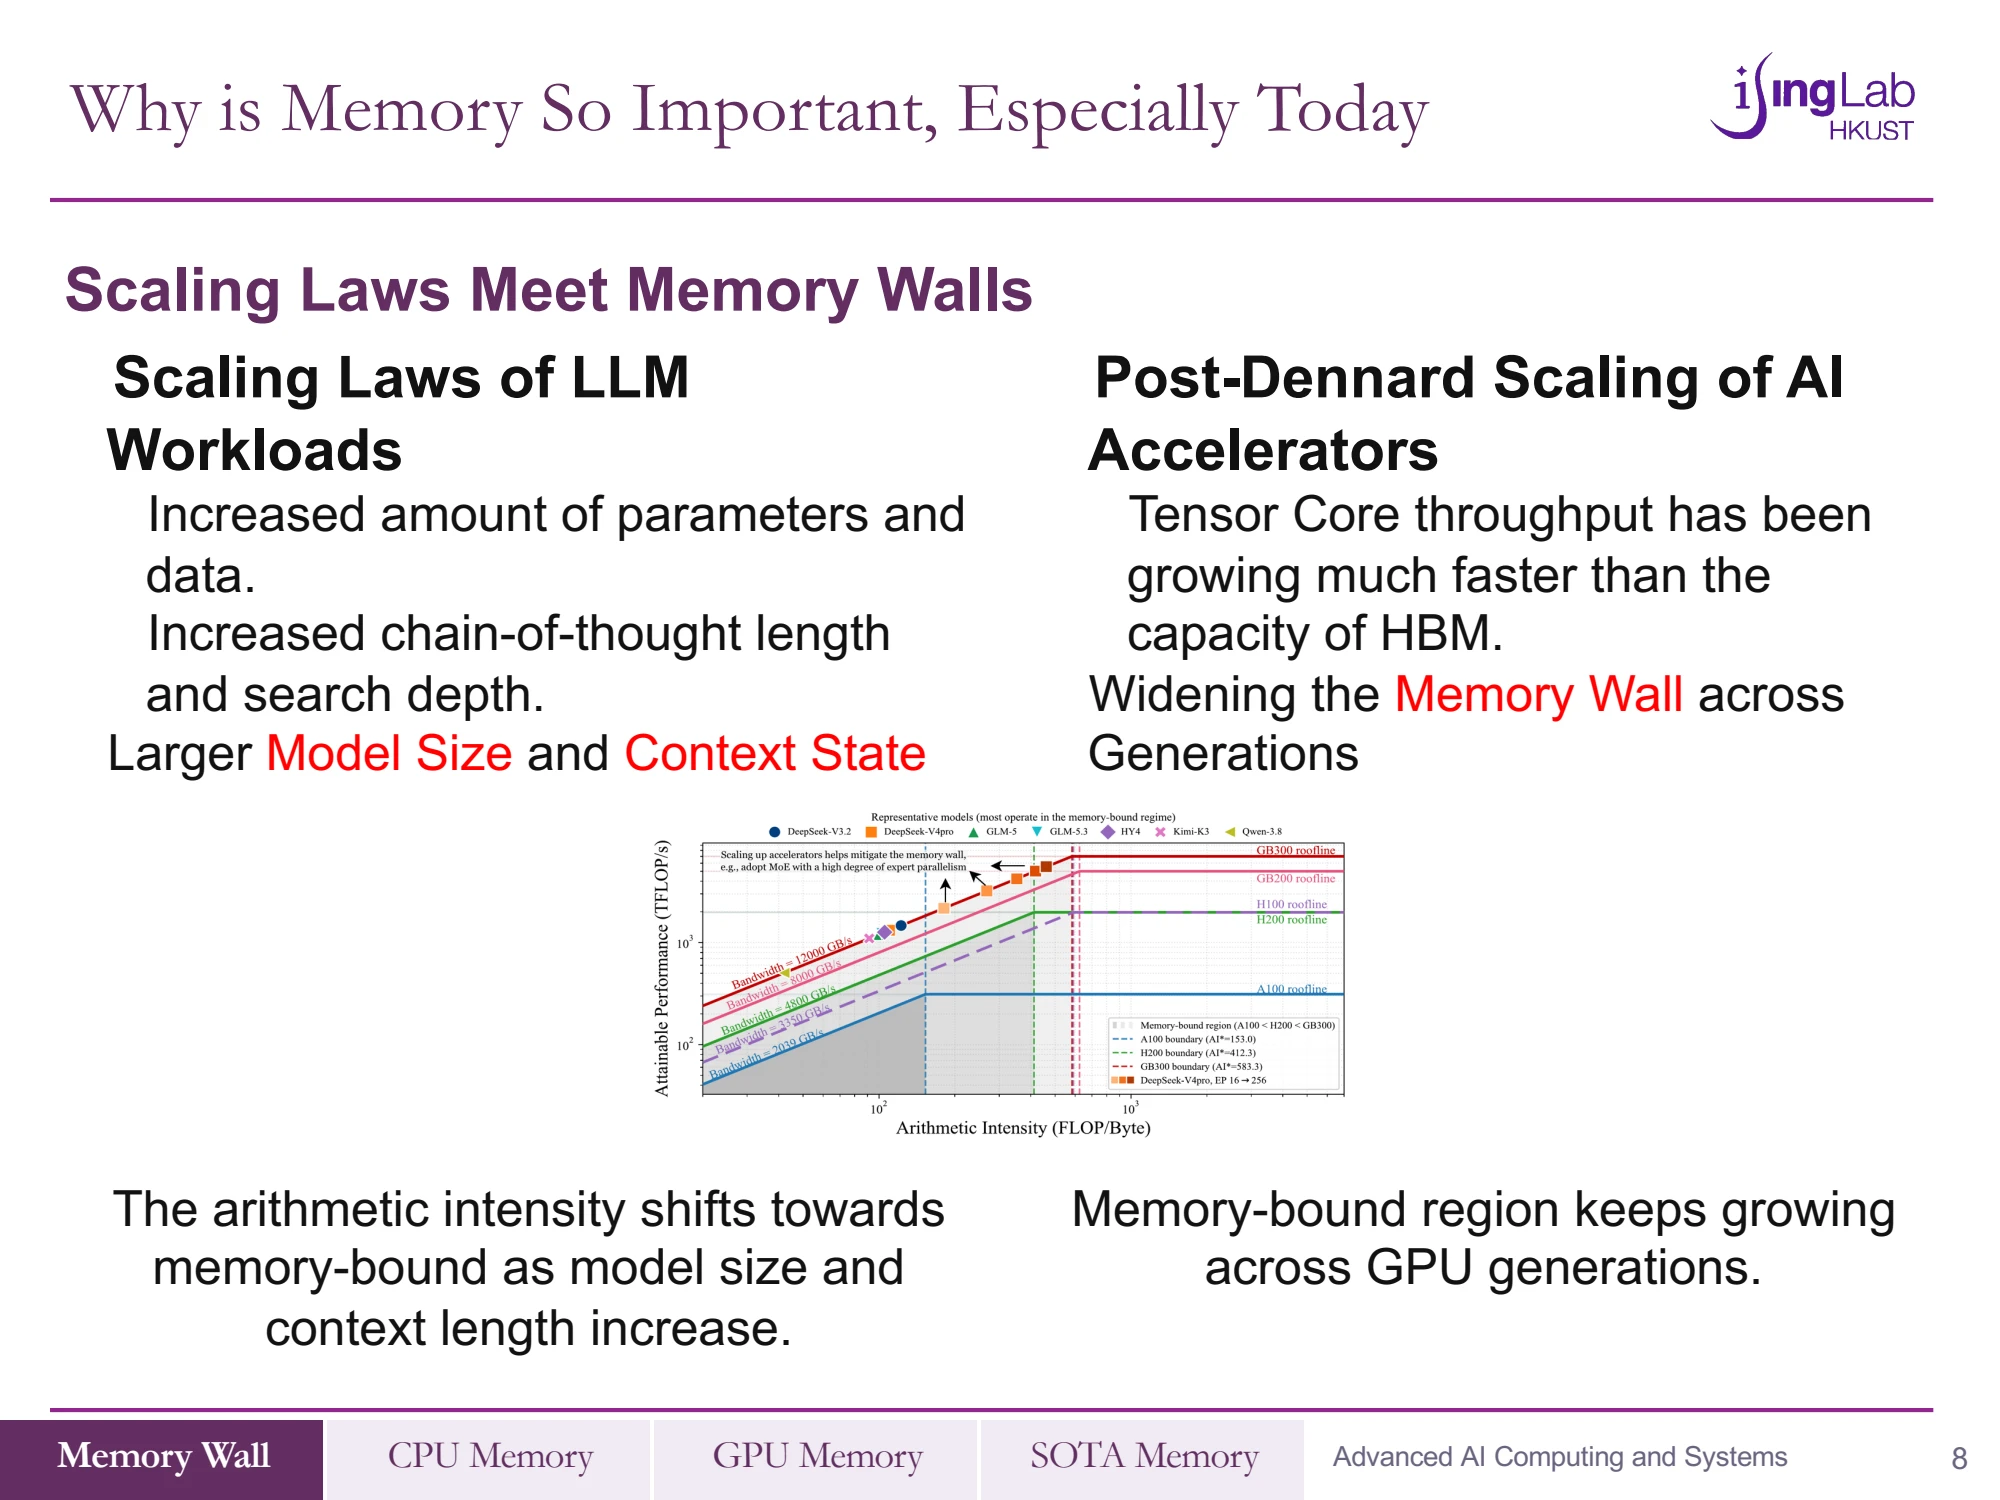 Why is Memory So Important, Especially Today
isingLab
HKUST
Scaling Laws Meet Memory Walls
Scaling Laws of LLM
Workloads
Increased amount of parameters and
data.
Increased chain-of-thought length
and search depth.
Larger Model Size and Context State
Post-Dennard Scaling of AI
Accelerators
Tensor Core throughput has been
growing much faster than the
capacity of HBM.
Widening the Memory Wall across
Generations
Representative models (most operate in the memory-bound regime)
DeepSeek-V3.2 DeepSeek-V4pro GLM-5 GLM-5.3 HY4 Kimi-K3 Qwen-3.8
Scaling up accelerators helps mitigate the memory wall,
e.g., adopt MoE with a high degree of expert parallelism
GB300 roofline
GB200 roofline
H100 roofline
H200 roofline
A100 roofline
Bandwidth = 12000 GB/s
Bandwidth = 8000 GB/s
Bandwidth = 4800 GB/s
Bandwidth = 3350 GB/s
Bandwidth = 2039 GB/s
Memory-bound region (A100 < H200 < GB300)
A100 boundary (AI*=153.0)
H200 boundary (AI*=412.3)
GB300 boundary (AI*=583.3)
DeepSeek-V4pro, EP 16 → 256
Attainable Performance (TFLOP/s)
10³
10²
10² 10³
Arithmetic Intensity (FLOP/Byte)
The arithmetic intensity shifts towards
memory-bound as model size and
context length increase.
Memory-bound region keeps growing
across GPU generations.
Memory Wall CPU Memory GPU Memory SOTA Memory Advanced AI Computing and Systems 8